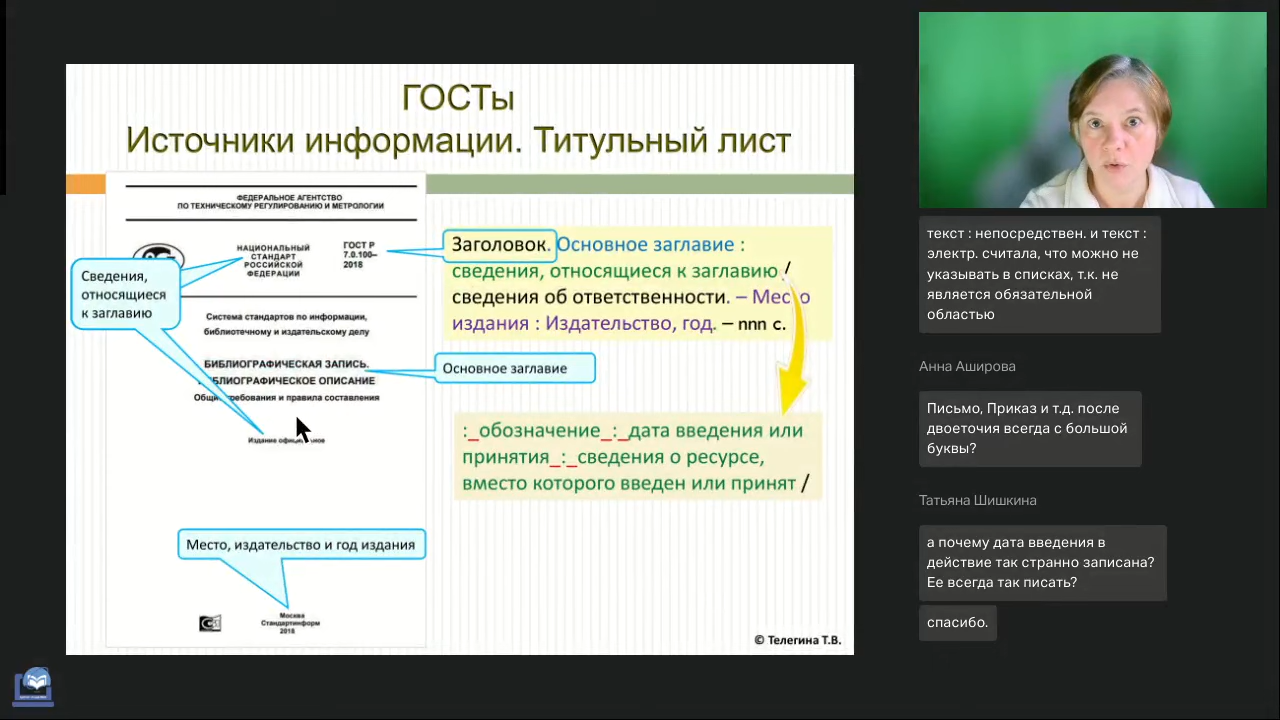 ГОСТы
Источники информации. Титульный лист
ФЕДЕРАЛЬНОЕ АГЕНТСТВО
ПО ТЕХНИЧЕСКОМУ РЕГУЛИРОВАНИЮ И МЕТРОЛОГИИ
НАЦИОНАЛЬНЫЙ
СТАНДАРТ
РОССИЙСКОЙ
ФЕДЕРАЦИИ
ГОСТ Р
7.0.100–
2018
Сведения,
относящиеся
к заглавию
Система стандартов по информации,
библиотечному и издательскому делу
БИБЛИОГРАФИЧЕСКАЯ ЗАПИСЬ.
БИБЛИОГРАФИЧЕСКОЕ ОПИСАНИЕ
Общие требования и правила составления
Издание
Место, издательство и год издания
Москва
Стандартинформ
2018
Заголовок. Основное заглавие :
сведения, относящиеся к заглавию /
сведения об ответственности. – Место
издания : Издательство, год. – nnn с.
Основное заглавие
:_обозначение_:_дата введения или
принятия_:_сведения о ресурсе,
вместо которого введен или принят /
© Телегина Т.В.
текст : непосредствен. и текст :
электр. считала, что можно не
указывать в списках, т.к. не
является обязательной
областью
Анна Аширова
Письмо, Приказ и т.д. после
двоеточия всегда с большой
буквы?
Татьяна Шишкина
а почему дата введения в
действие так странно записана?
Ее всегда так писать?
спасибо.